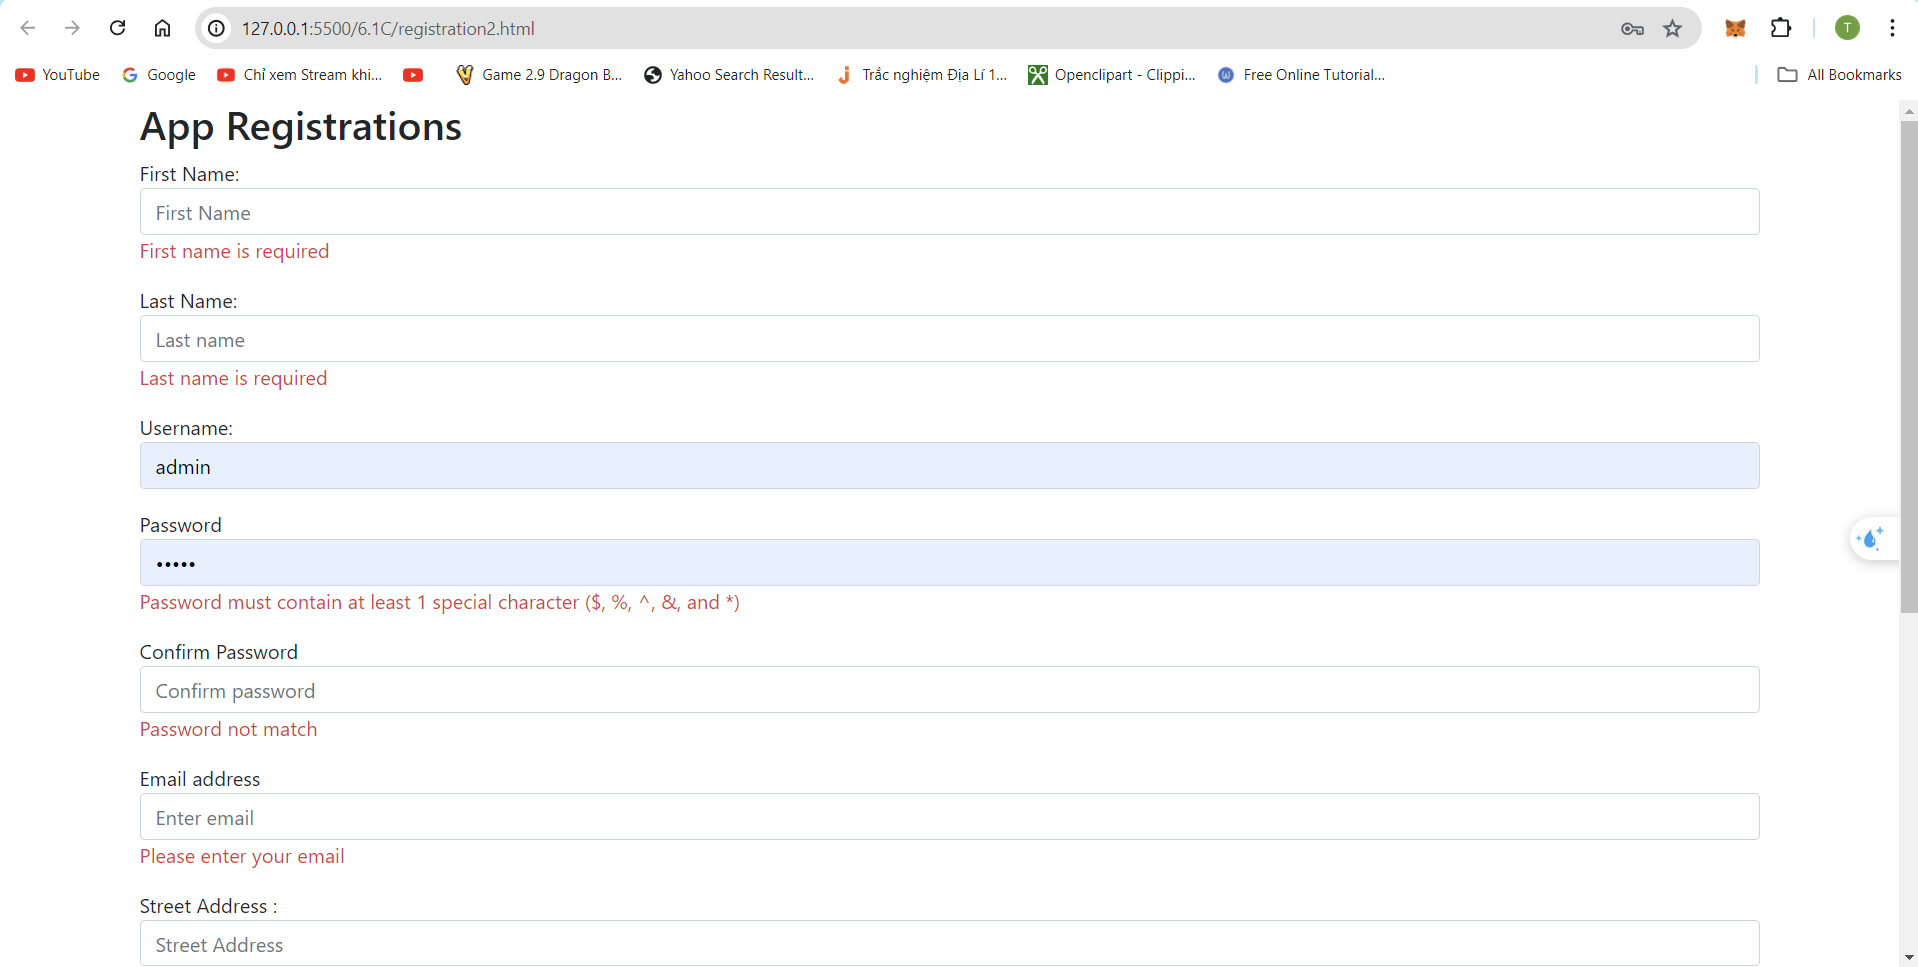 127.0.0.1:5500/6.1C/registration2.html
T
YouTube Google Chỉ xem Stream khi... Game 2.9 Dragon B... Yahoo Search Result... Trắc nghiệm Địa Lí 1... Openclipart - Clippi... Free Online Tutorial... All Bookmarks
App Registrations
First Name:
First Name
First name is required
Last Name:
Last name
Last name is required
Username:
admin
Password
•••••
Password must contain at least 1 special character ($, %, ^, &, and *)
Confirm Password
Confirm password
Password not match
Email address
Enter email
Please enter your email
Street Address :
Street Address